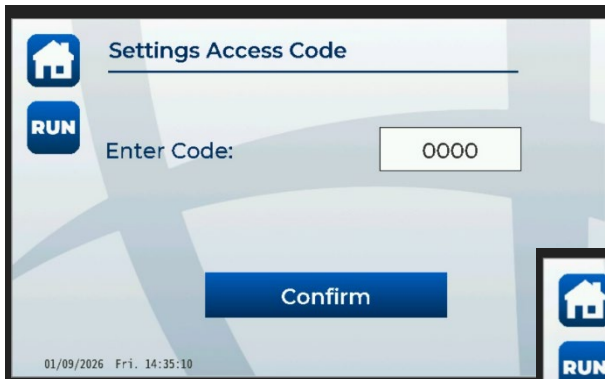 Settings Access Code
RUN
Enter Code:
0000
Confirm
01/09/2026 Fri. 14:35:10
RUN